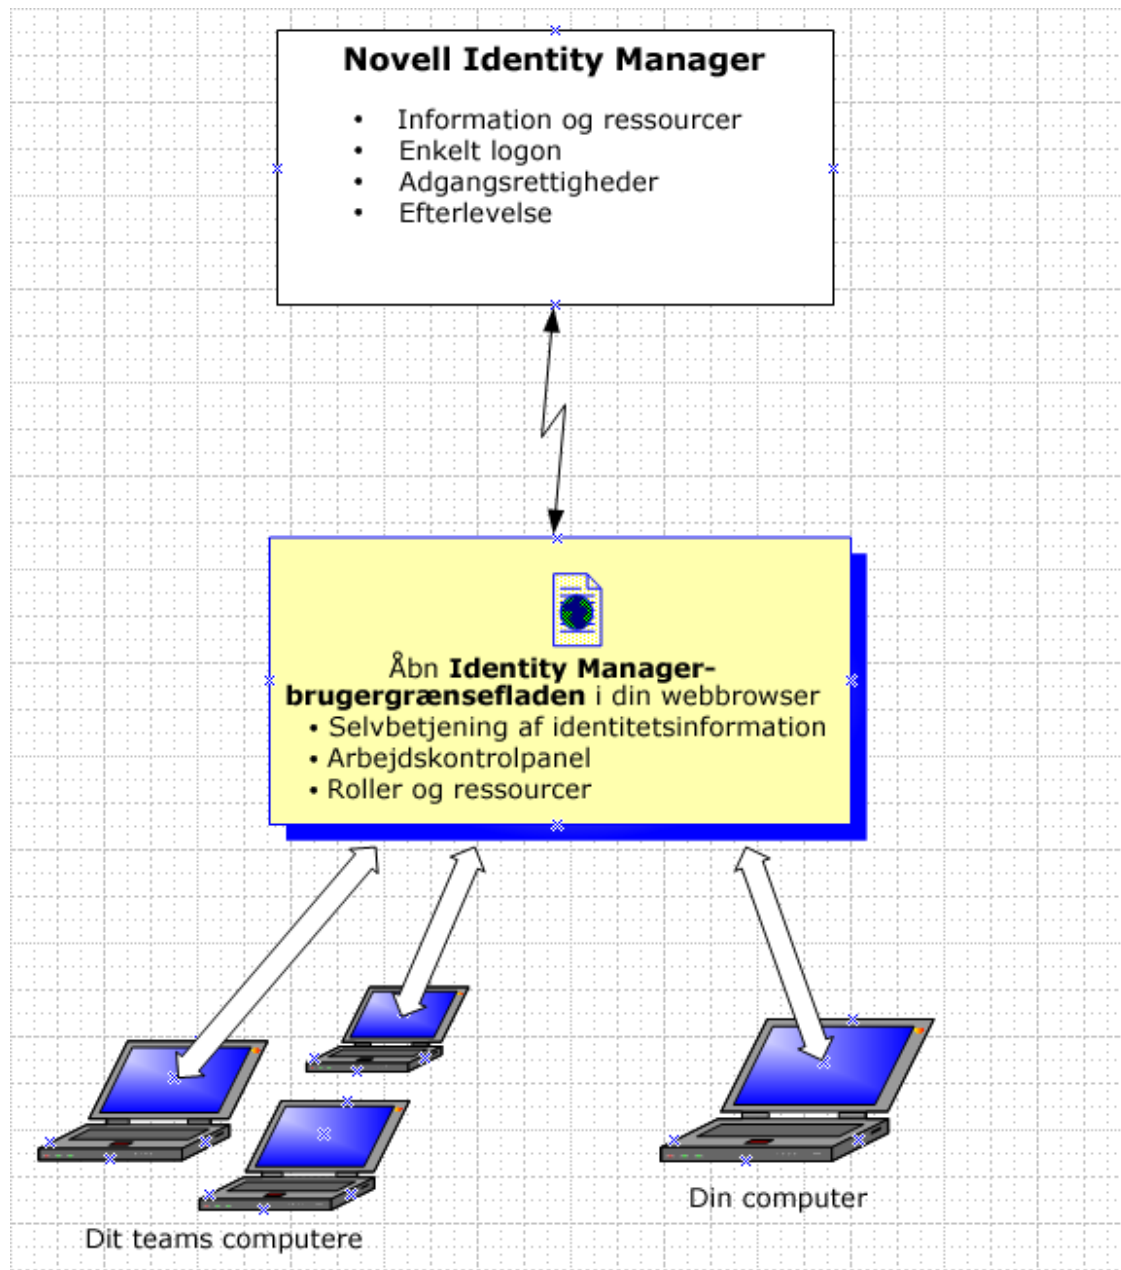 Novell Identity Manager
• Information og ressourcer
• Enkelt logon
• Adgangsrettigheder
• Efterlevelse
Åbn Identity Manager-
brugergrænsefladen i din webbrowser
• Selvbetjening af identitetsinformation
• Arbejdskontrolpanel
• Roller og ressourcer
Din computer
Dit teams computere